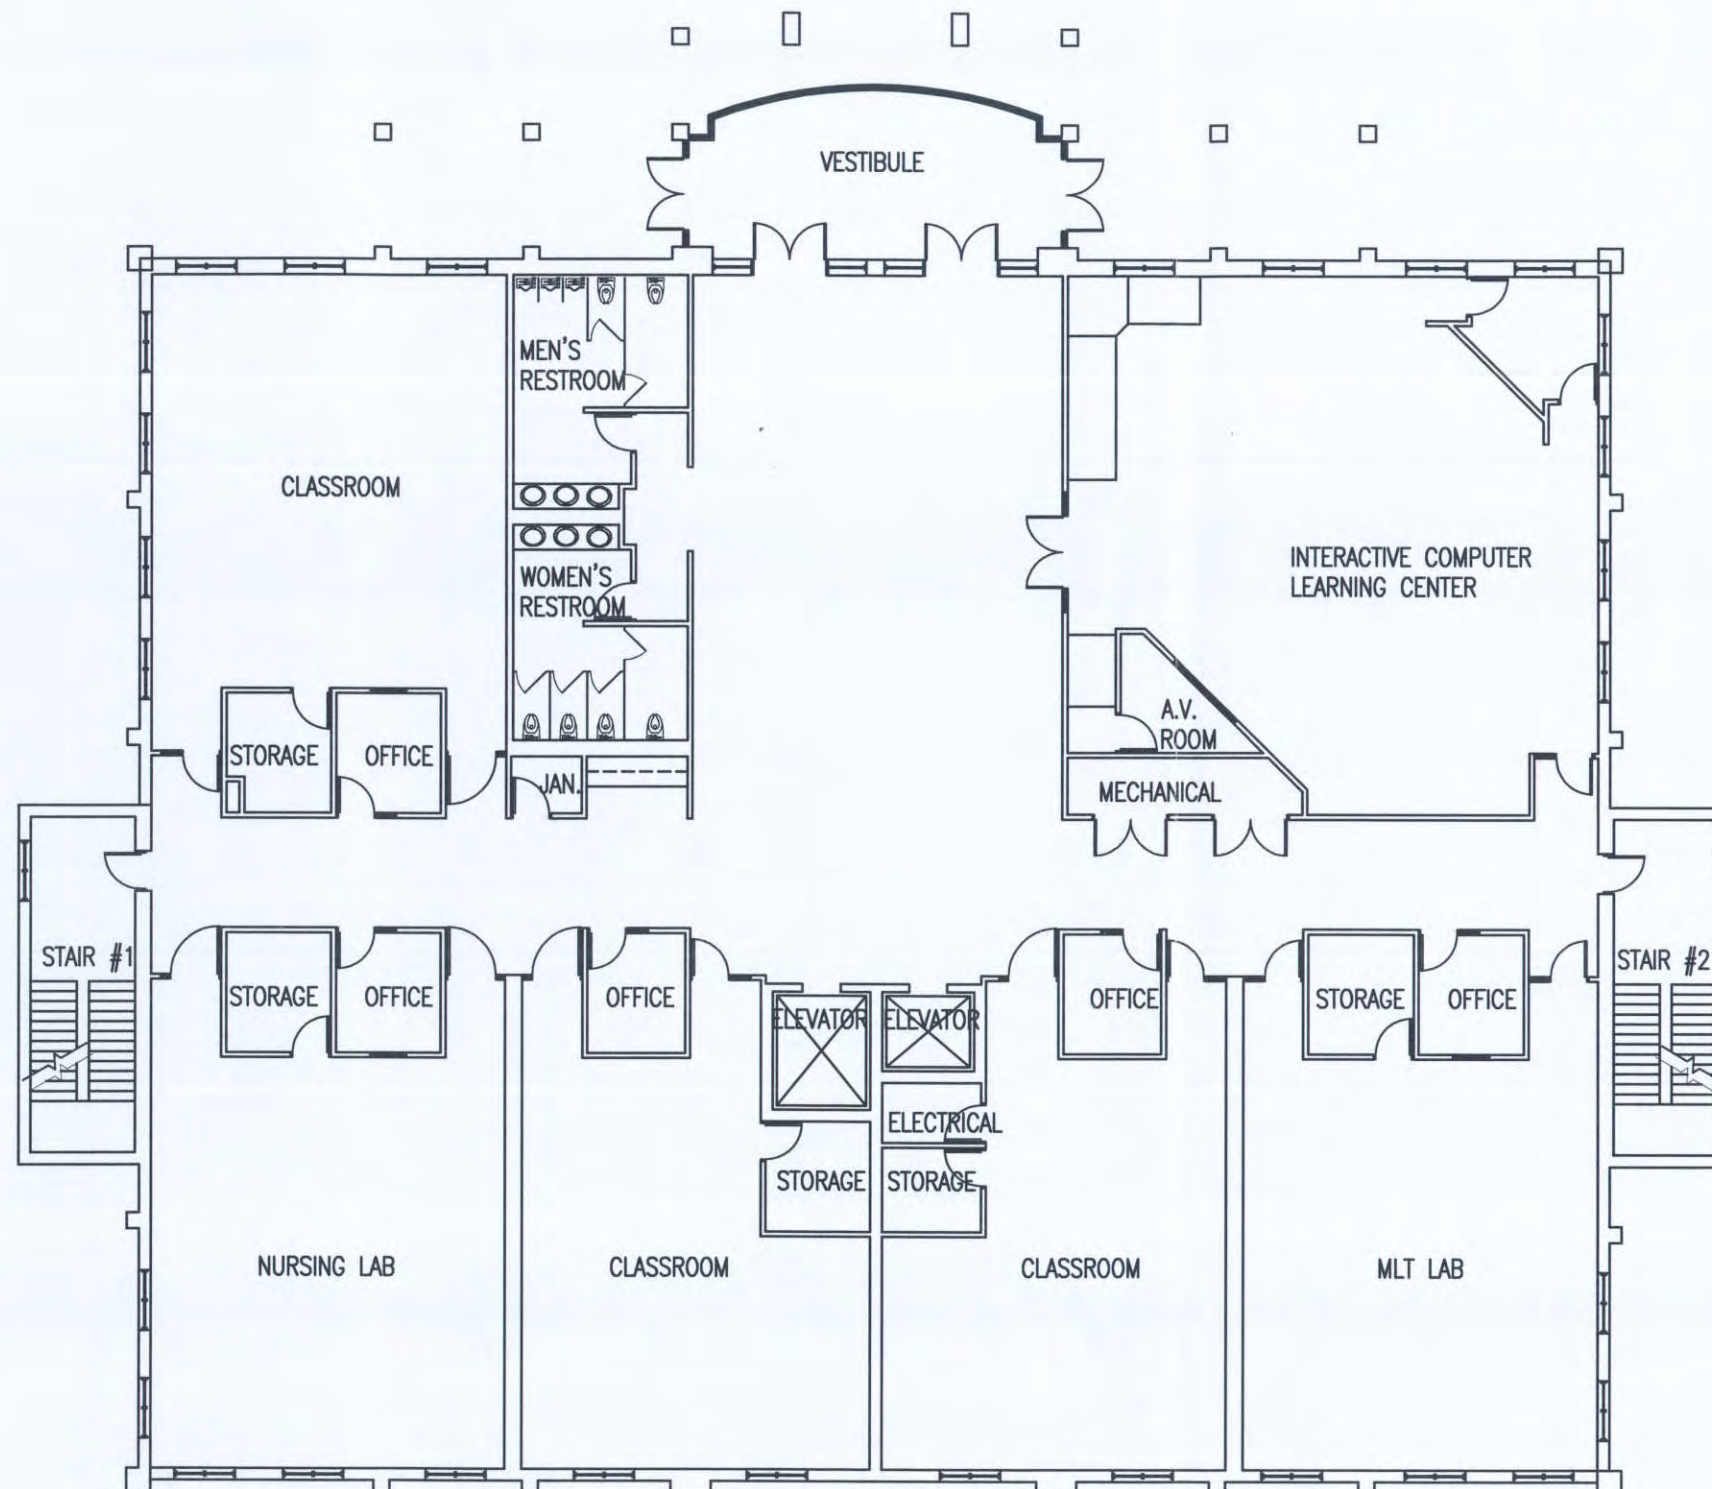 VESTIBULE
MEN'S
RESTROOM
CLASSROOM
INTERACTIVE COMPUTER
LEARNING CENTER
WOMEN'S
RESTROOM
A.V.
ROOM
STORAGE
OFFICE
JAN.
MECHANICAL
STAIR #1
STORAGE
OFFICE
OFFICE
ELEVATOR
ELEVATOR
OFFICE
STORAGE
OFFICE
STAIR #2
ELECTRICAL
STORAGE
STORAGE
NURSING LAB
CLASSROOM
CLASSROOM
MLT LAB